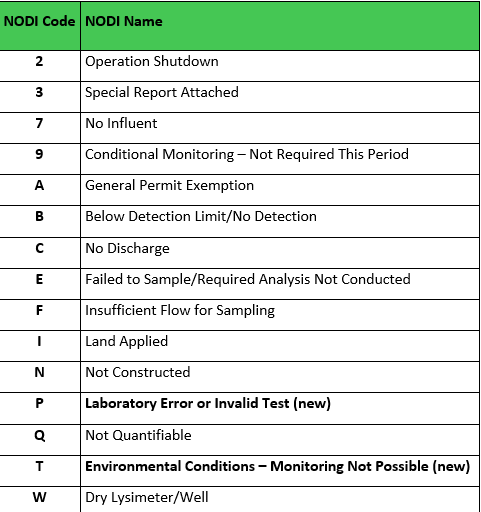 NODI Code NODI Name
2 Operation Shutdown
3 Special Report Attached
7 No Influent
9 Conditional Monitoring – Not Required This Period
A General Permit Exemption
B Below Detection Limit/No Detection
C No Discharge
E Failed to Sample/Required Analysis Not Conducted
F Insufficient Flow for Sampling
I Land Applied
N Not Constructed
P Laboratory Error or Invalid Test (new)
Q Not Quantifiable
T Environmental Conditions – Monitoring Not Possible (new)
W Dry Lysimeter/Well